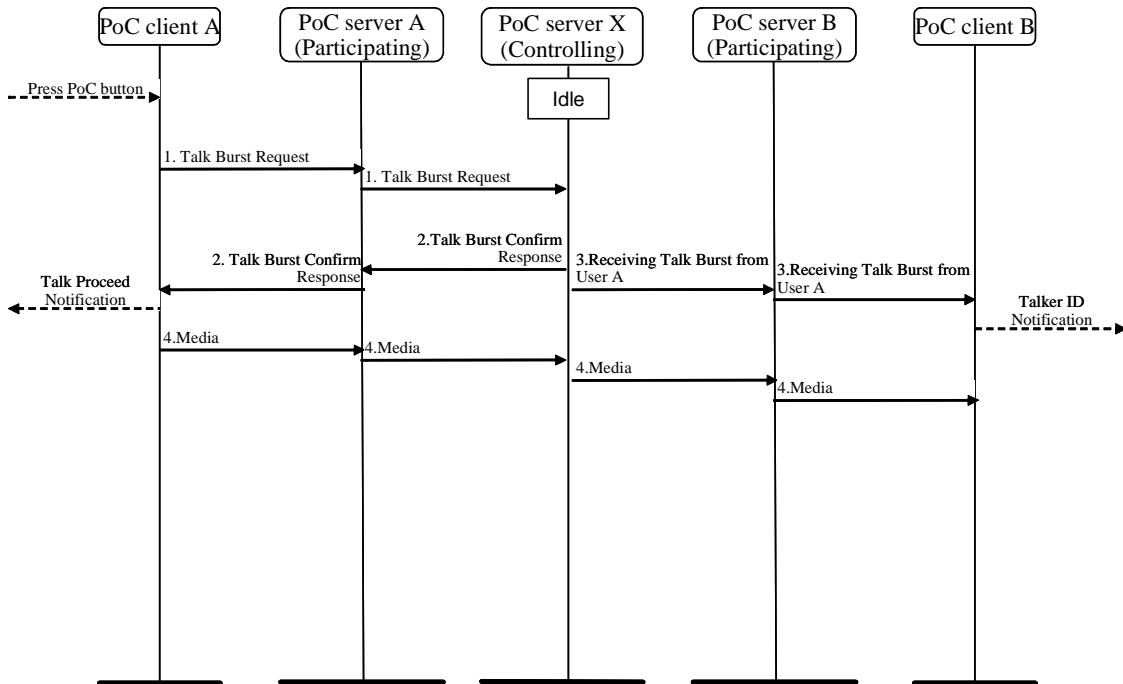 PoC client A
PoC server A
(Participating)
PoC server X
(Controlling)
PoC server B
(Participating)
PoC client B
Press PoC button
Idle
1. Talk Burst Request
1. Talk Burst Request
2.Talk Burst Confirm
Response
2. Talk Burst Confirm
Response
3.Receiving Talk Burst from
User A
3.Receiving Talk Burst from
User A
Talk Proceed
Notification
Talker ID
Notification
4.Media
4.Media
4.Media
4.Media